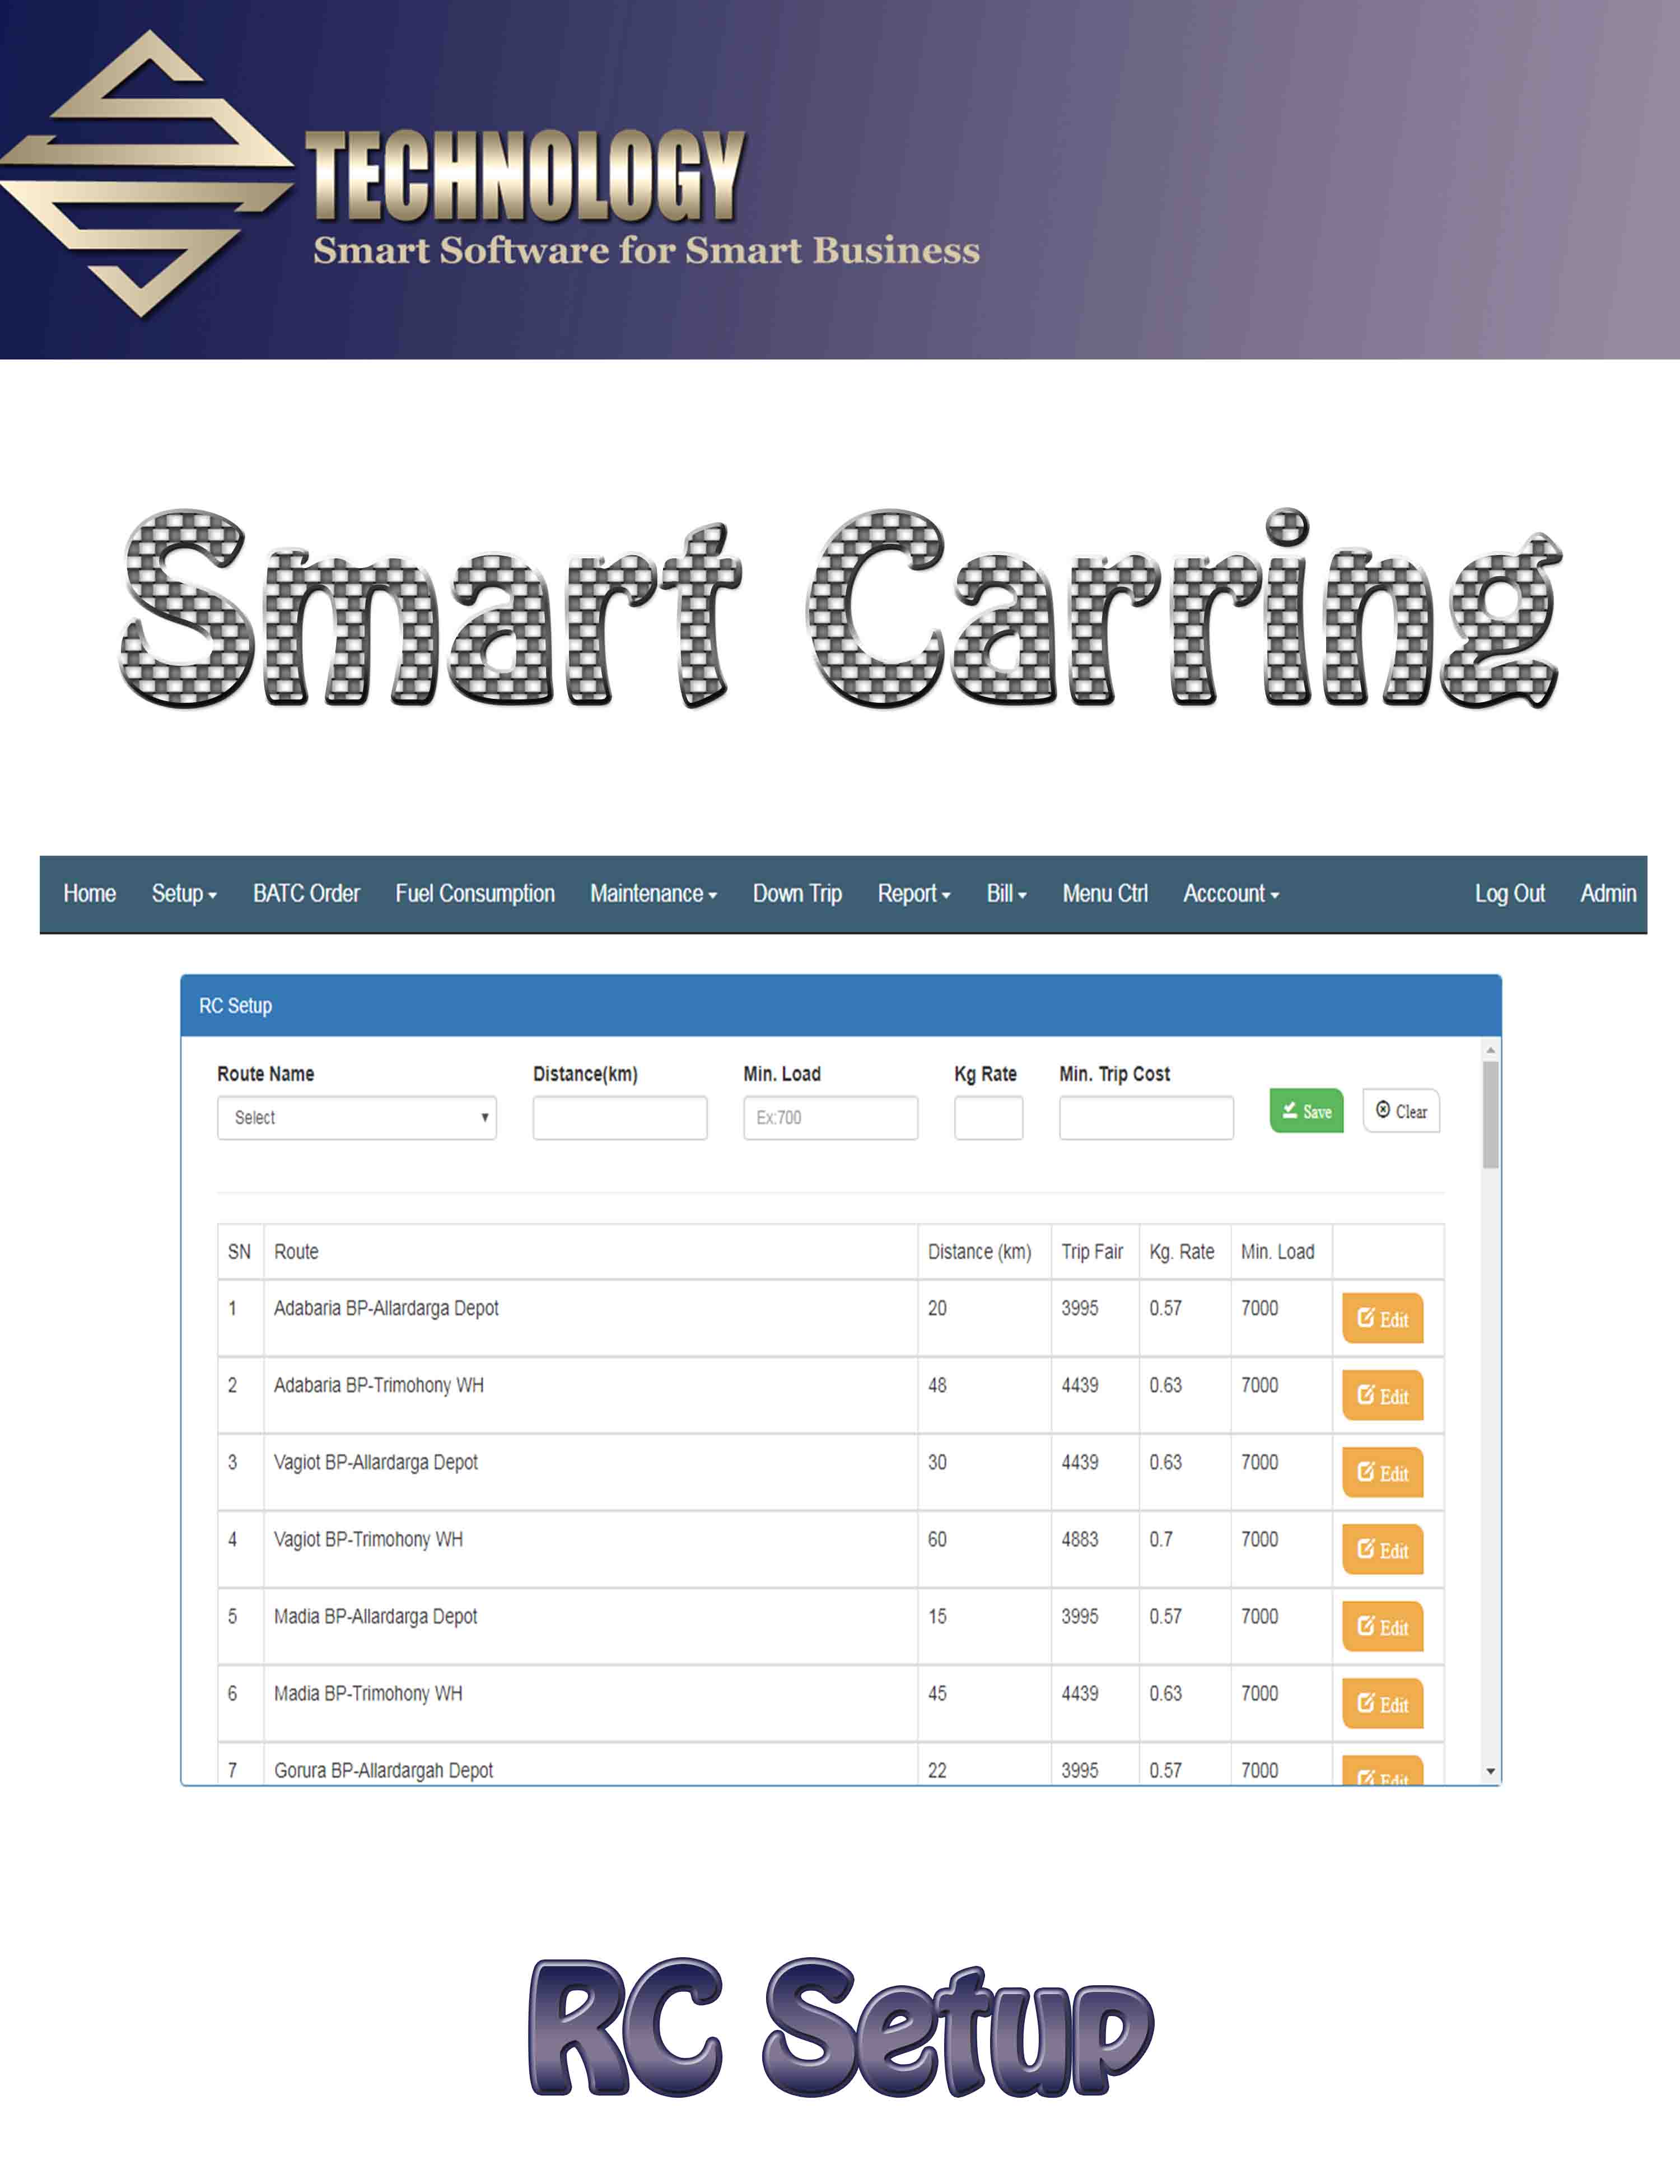 TECHNOLOGY
Smart Software for Smart Business
Smart Carring
Home Setup BATC Order Fuel Consumption Maintenance Down Trip Report Bill Menu Ctrl Acccount Log Out Admin
RC Setup
Route Name Distance(km) Min. Load Kg Rate Min. Trip Cost
Select Ex:700 Save Clear
SN Route Distance (km) Trip Fair Kg. Rate Min. Load
1 Adabaria BP-Allardarga Depot 20 3995 0.57 7000 Edit
2 Adabaria BP-Trimohony WH 48 4439 0.63 7000 Edit
3 Vagiot BP-Allardarga Depot 30 4439 0.63 7000 Edit
4 Vagiot BP-Trimohony WH 60 4883 0.7 7000 Edit
5 Madia BP-Allardarga Depot 15 3995 0.57 7000 Edit
6 Madia BP-Trimohony WH 45 4439 0.63 7000 Edit
7 Gorura BP-Allardargah Depot 22 3995 0.57 7000 Edit
RC Setup